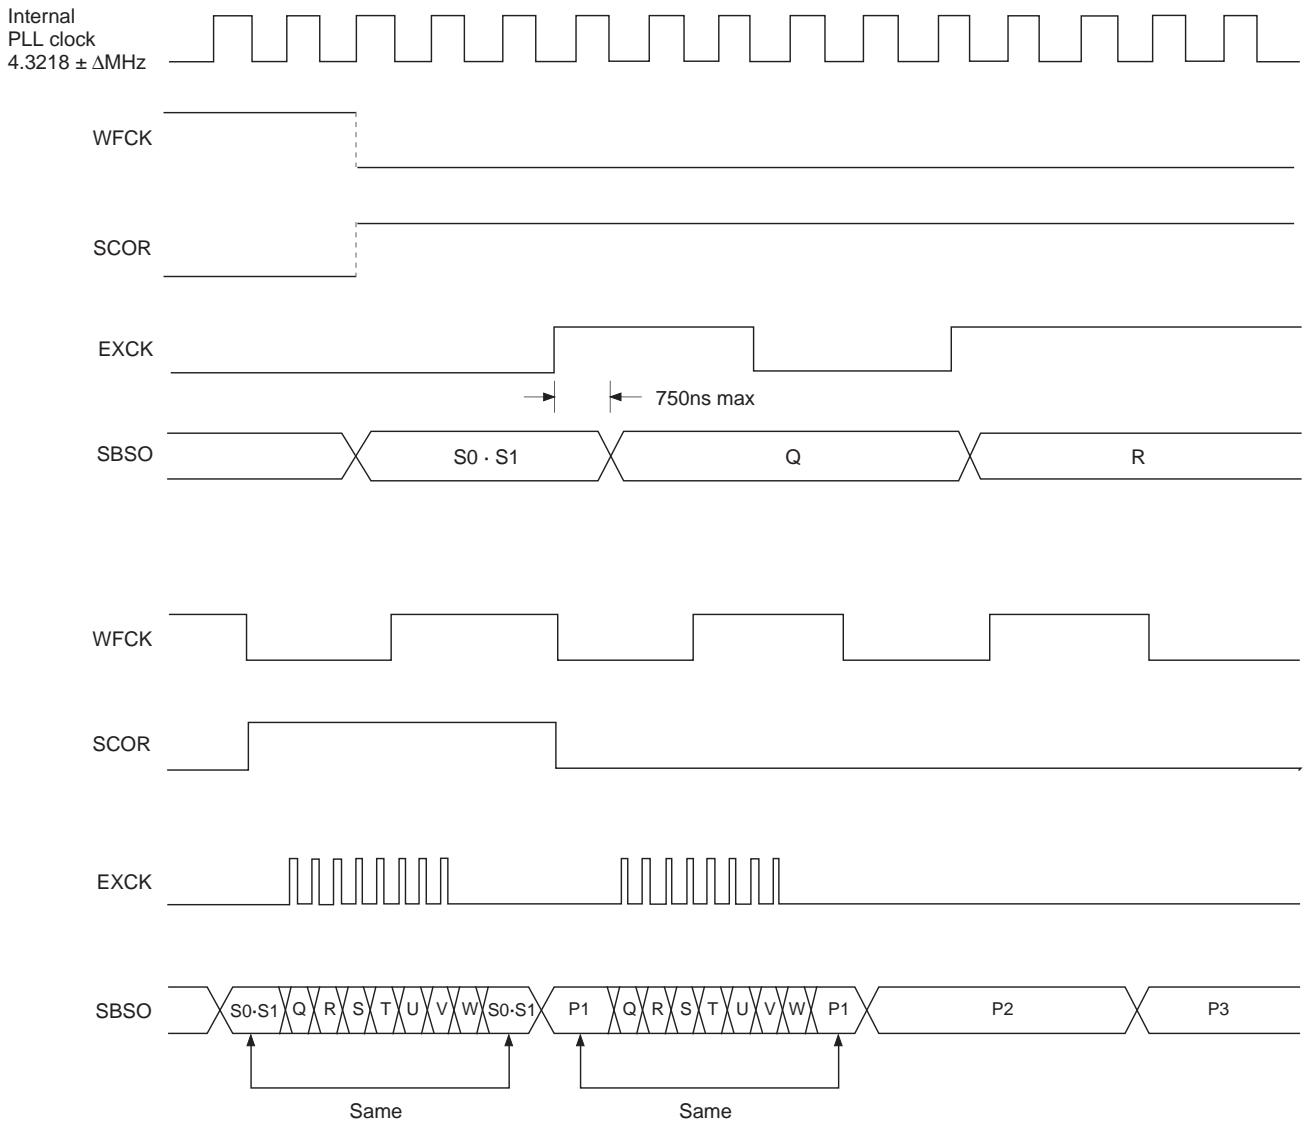 Internal
PLL clock
4.3218 ± ΔMHz
WFCK
SCOR
EXCK
750ns max
SBSO
S0 · S1
Q
R
WFCK
SCOR
EXCK
SBSO
S0·S1 Q R S T U V W S0·S1 P1 Q R S T U V W P1 P2 P3
Same
Same